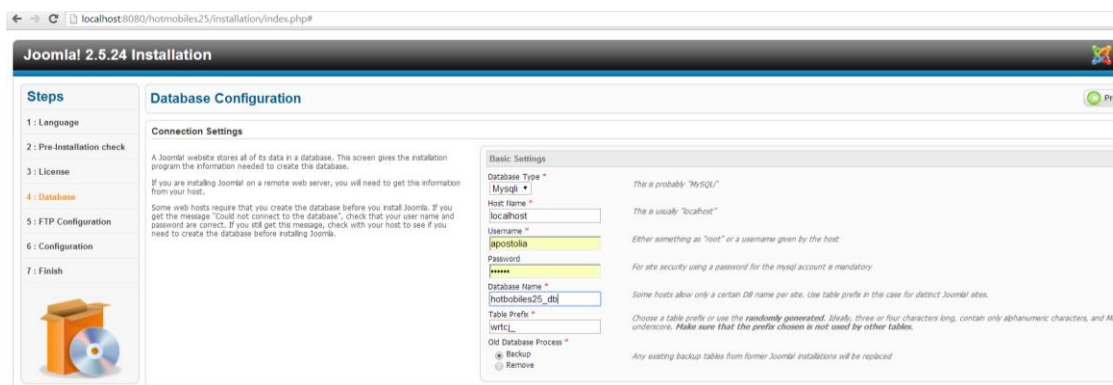 localhost:8080/hotmobiles25/installation/index.php#
Joomla! 2.5.24 Installation
Steps
1 : Language
2 : Pre-Installation check
3 : License
4 : Database
5 : FTP Configuration
6 : Configuration
7 : Finish
Database Configuration
Pr
Connection Settings
A Joomla! website stores all of its data in a database. This screen gives the installation
program the information needed to create this database.
If you are installing Joomla! on a remote web server, you will need to get this information
from your host.
Some web hosts require that you create the database before you install Joomla. If you
get the message "Could not connect to the database", check that your user name and
password are correct. If you still get this message, check with your host to see if you
need to create the database before installing Joomla.
Basic Settings
Database Type *
Mysqli
This is probably "MySQLi"
Host Name *
localhost
This is usually "localhost"
Username *
apostolia
Either something as "root" or a username given by the host
Password
••••••
For site security using a password for the mysql account is mandatory
Database Name *
hotbobiles25_db
Some hosts allow only a certain DB name per site. Use table prefix in this case for distinct Joomla! sites.
Table Prefix *
wrtcj_
Choose a table prefix or use the randomly generated. Ideally, three or four characters long, contain only alphanumeric characters, and M
underscore. Make sure that the prefix chosen is not used by other tables.
Old Database Process *
Backup
Remove
Any existing backup tables from former Joomla! installations will be replaced